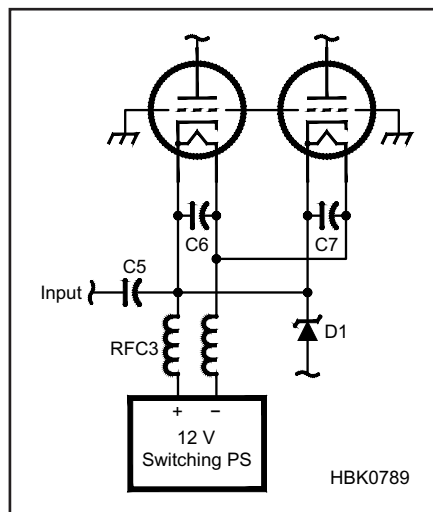 C6
C7
C5
Input
RFC3
D1
+ −
12 V
Switching PS
HBK0789